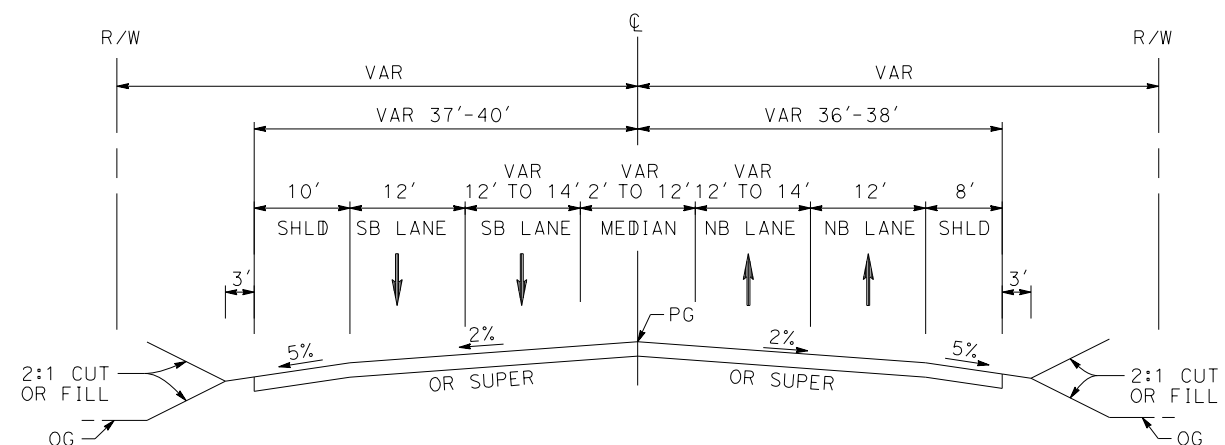 ℄
R/W
R/W
VAR
VAR
VAR 37'-40'
VAR 36'-38'
VAR
VAR
VAR
10'
12'
12' TO 14'
2' TO 12'
12' TO 14'
12'
8'
SHLD
SB LANE
SB LANE
MEDIAN
NB LANE
NB LANE
SHLD
3'
3'
PG
5%
2%
2%
5%
OR SUPER
OR SUPER
2:1 CUT
OR FILL
2:1 CUT
OR FILL
OG
OG